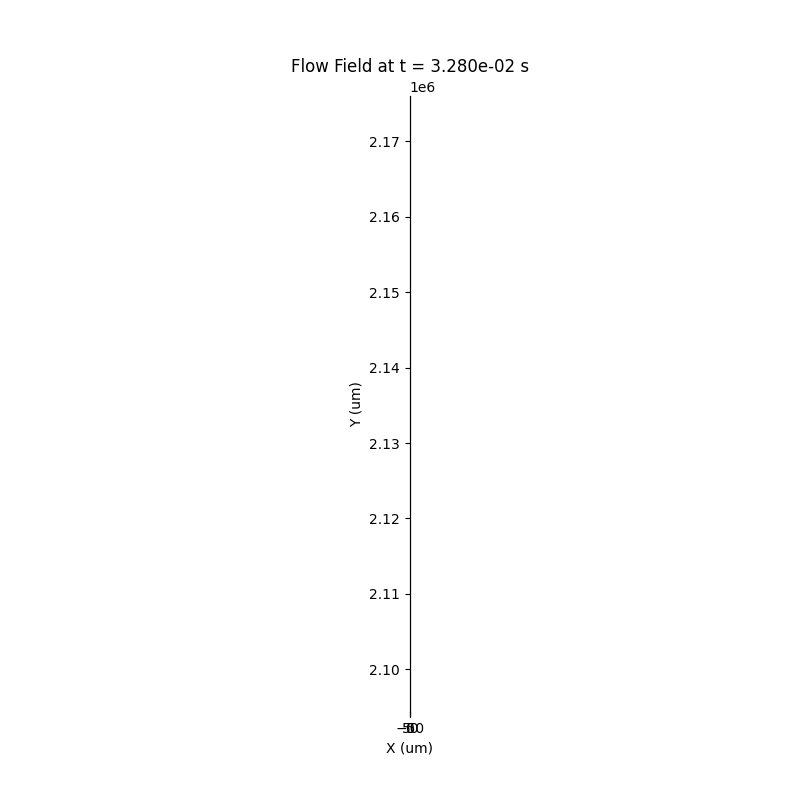 Flow Field at t = 3.280e-02 s
1e6
2.17
2.16
2.15
2.14
2.13
2.12
2.11
2.10
Y (um)
X (um)